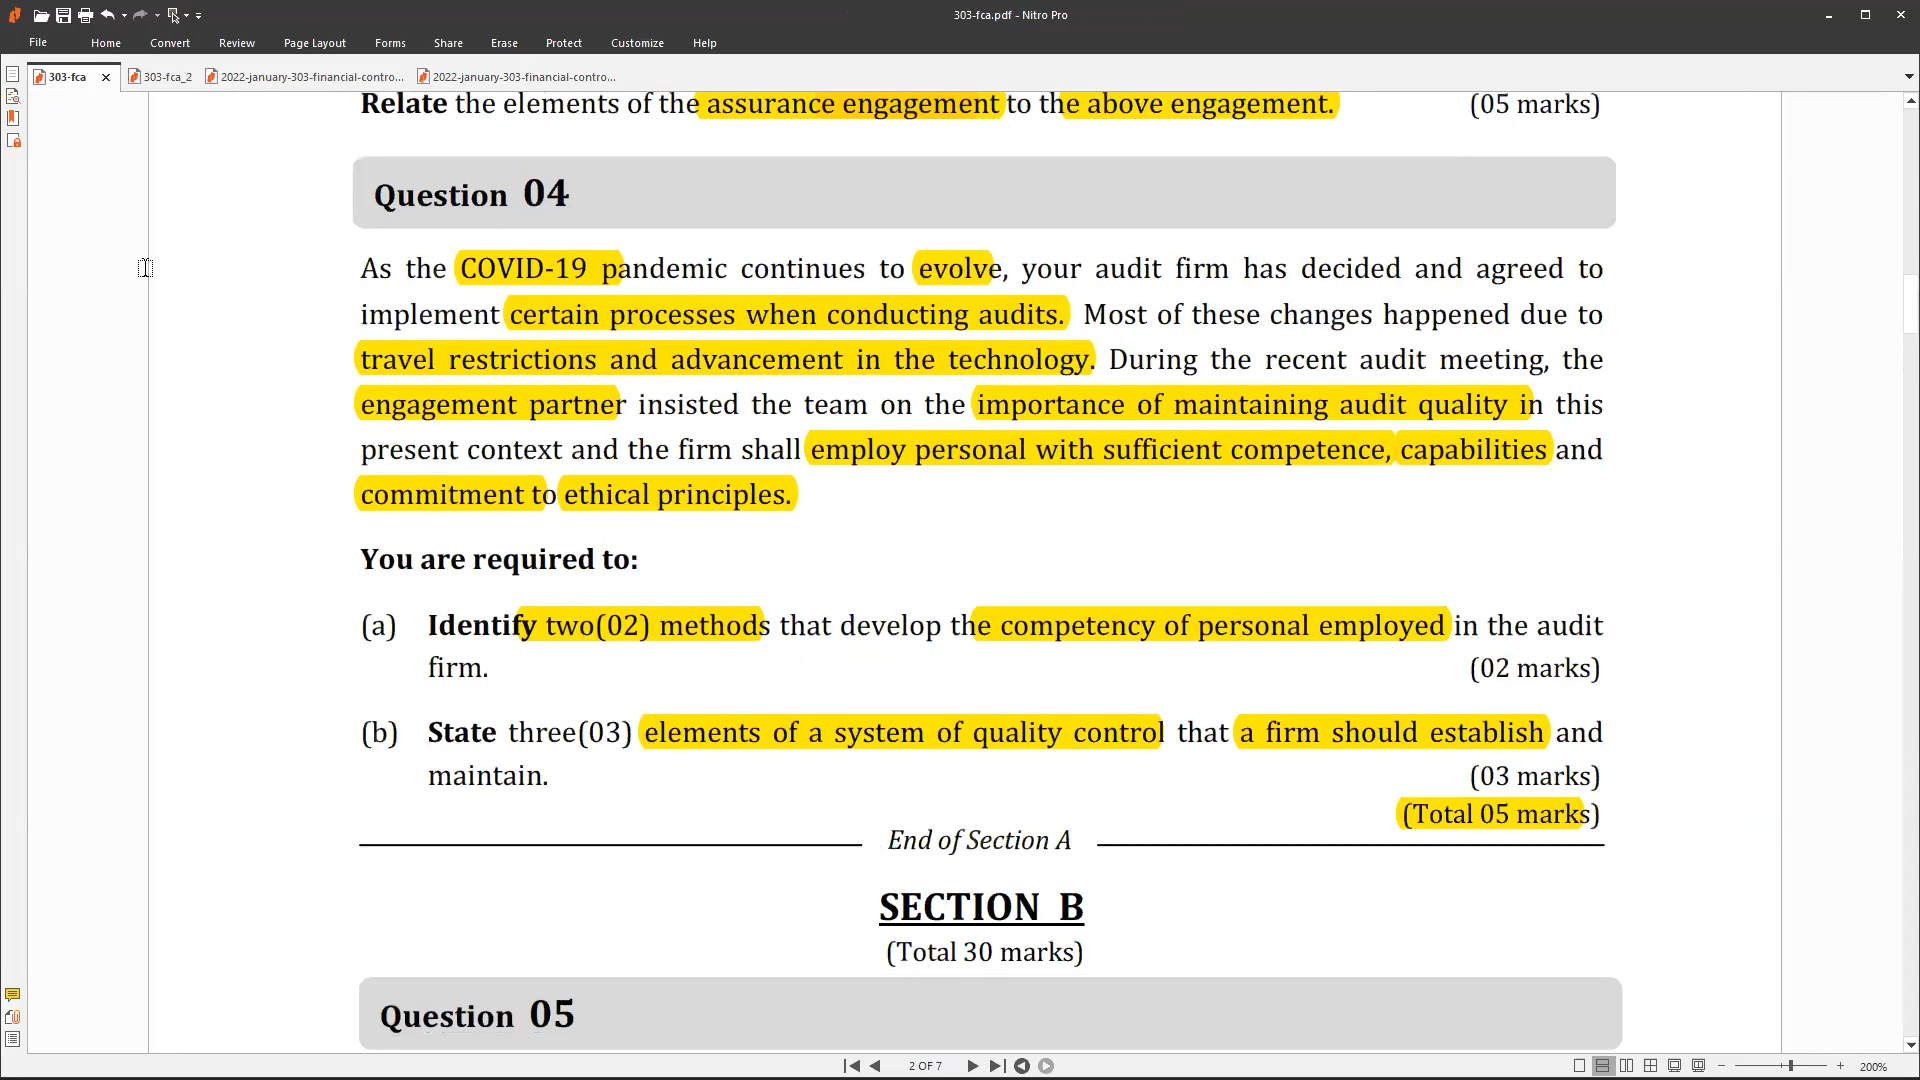 303-fca.pdf - Nitro Pro
File Home Convert Review Page Layout Forms Share Erase Protect Customize Help
303-fca 303-fca_2 2022-january-303-financial-contro... 2022-january-303-financial-contro...
Relate the elements of the assurance engagement to the above engagement. (05 marks)
Question 04
As the COVID-19 pandemic continues to evolve, your audit firm has decided and agreed to
implement certain processes when conducting audits. Most of these changes happened due to
travel restrictions and advancement in the technology. During the recent audit meeting, the
engagement partner insisted the team on the importance of maintaining audit quality in this
present context and the firm shall employ personal with sufficient competence, capabilities and
commitment to ethical principles.
You are required to:
(a) Identify two(02) methods that develop the competency of personal employed in the audit
firm. (02 marks)
(b) State three(03) elements of a system of quality control that a firm should establish and
maintain. (03 marks)
(Total 05 marks)
End of Section A
SECTION B
(Total 30 marks)
Question 05
2 OF 7
200%